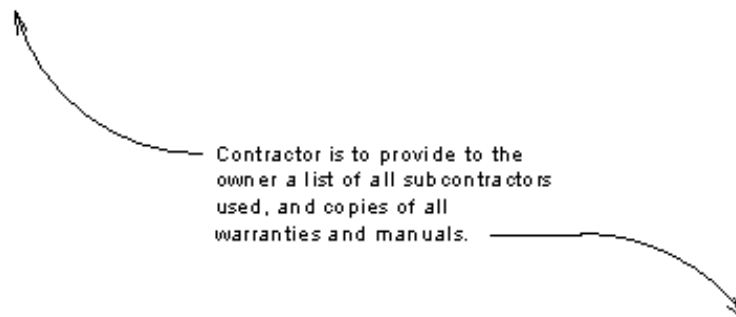 Contractor is to provide to the
owner a list of all subcontractors
used, and copies of all
warranties and manuals.